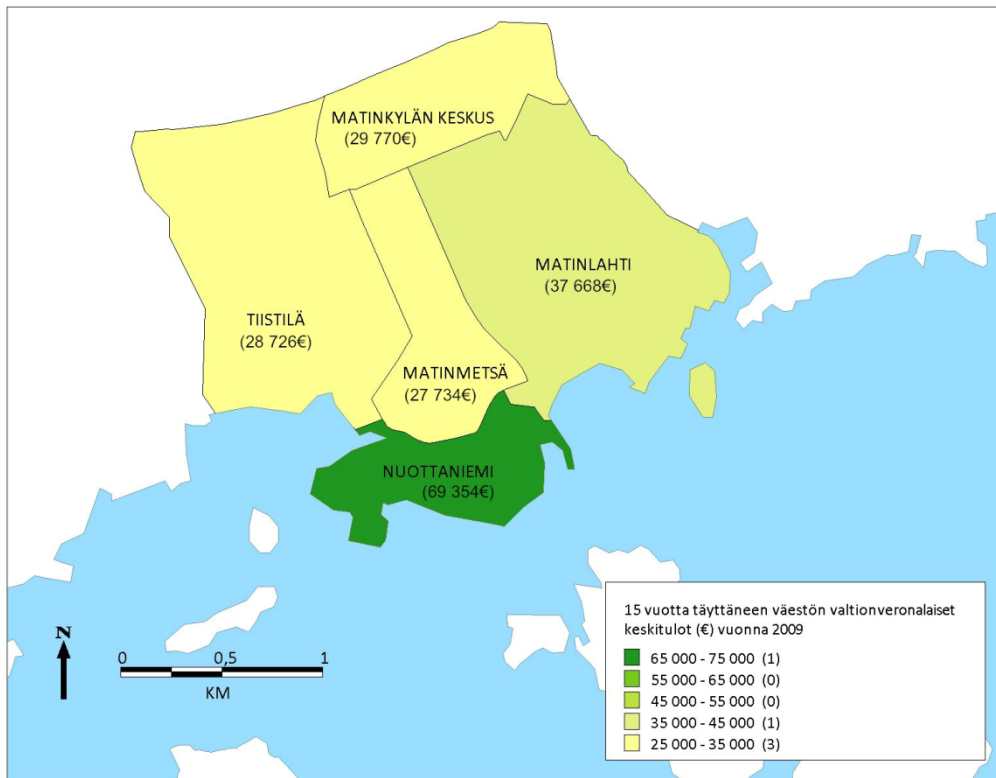 MATINKYLÄN KESKUS
(29 770€)
MATINLAHTI
(37 668€)
TIISTILÄ
(28 726€)
MATINMETSÄ
(27 734€)
NUOTTANIEMI
(69 354€)
N
0 0,5 1
KM
15 vuotta täyttäneen väestön valtionveronalaiset
keskitulot (€) vuonna 2009
65 000 - 75 000 (1)
55 000 - 65 000 (0)
45 000 - 55 000 (0)
35 000 - 45 000 (1)
25 000 - 35 000 (3)